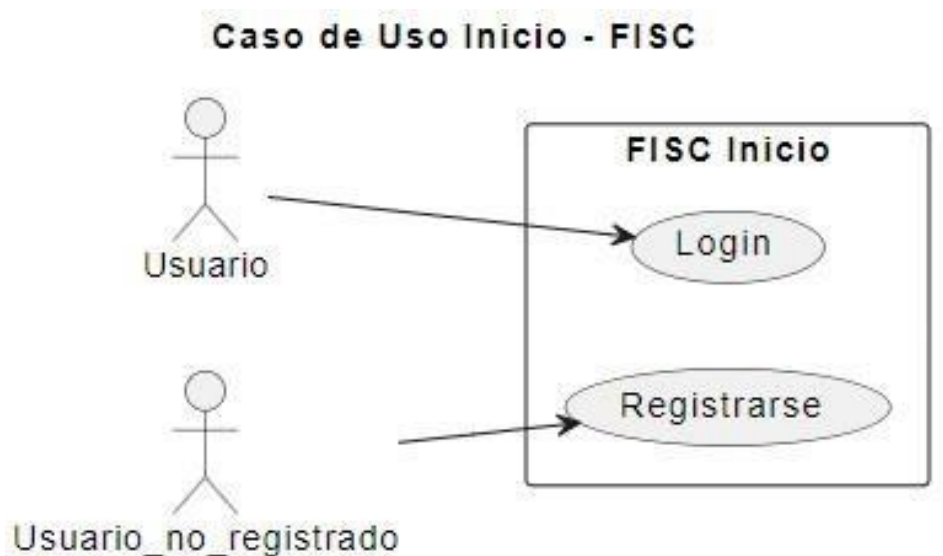 Caso de Uso Inicio - FISC
FISC Inicio
Login
Usuario
Registrarse
Usuario_no_registrado